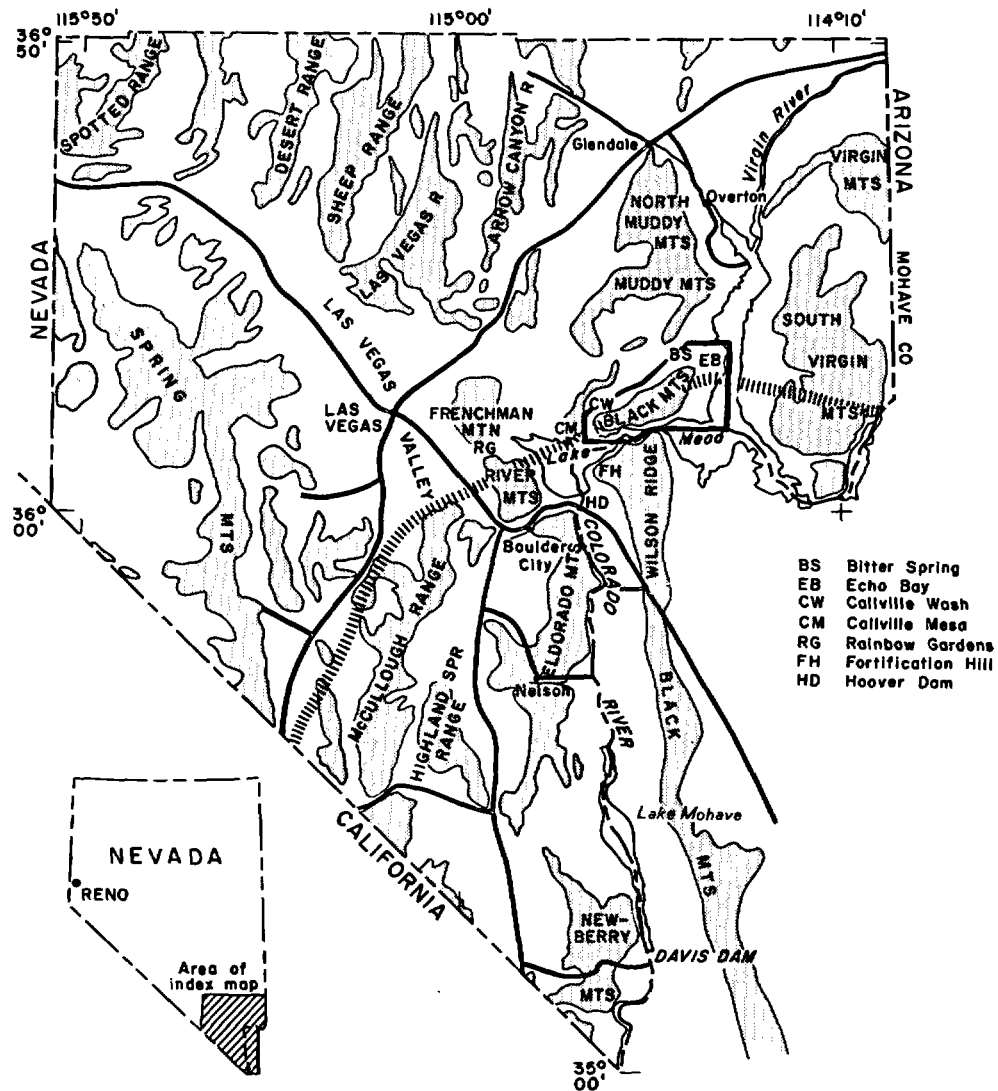 115°30'
115°00'
114°10'
36°
50'
SPOTTED RANGE
DESERT RANGE
SHEEP RANGE
LAS VEGAS R
ARROW CANYON R
Glendale
Virgin River
ARIZONA
MOHAVE CO
VIRGIN
MTS
Overton
NORTH
MUDDY
MTS
MUDDY MTS
NEVADA
SPRING
MTS
LAS VEGAS
VALLEY
LAS
VEGAS
SOUTH
VIRGIN
MTS
BS
EB
CW
BLACK MTS
FRENCHMAN
MTN
RG
CM
Lake
Mead
RIVER
MTS
FH
HD
WILSON RIDGE
36°
00'
Boulder
City
COLORADO
RIVER
McCULLOUGH RANGE
HIGHLAND SPR
RANGE
ELDORADO MTS
Nelson
BLACK
MTS
BS Bitter Spring
EB Echo Bay
CW Callville Wash
CM Callville Mesa
RG Rainbow Gardens
FH Fortification Hill
HD Hoover Dam
CALIFORNIA
Lake Mohave
NEW-
BERRY
MTS
DAVIS DAM
35°
00'
NEVADA
RENO
Area of
index map